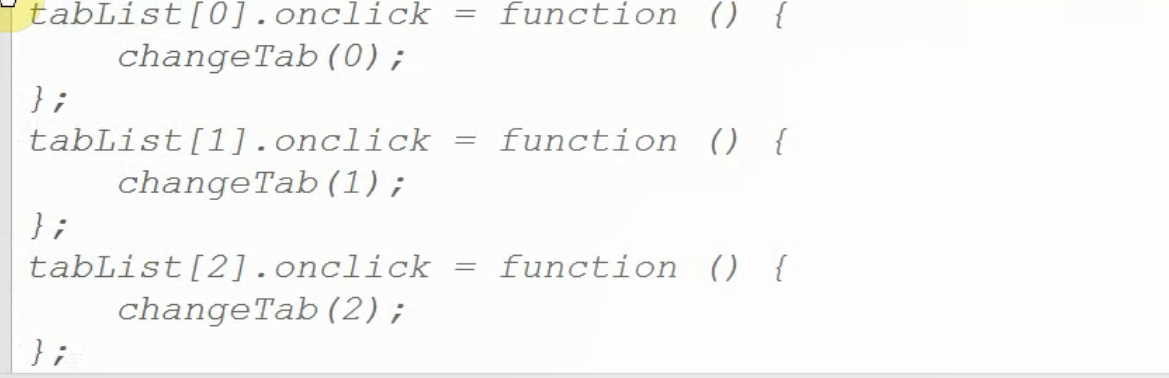 tabList[0].onclick = function () {
    changeTab(0);
};
tabList[1].onclick = function () {
    changeTab(1);
};
tabList[2].onclick = function () {
    changeTab(2);
};